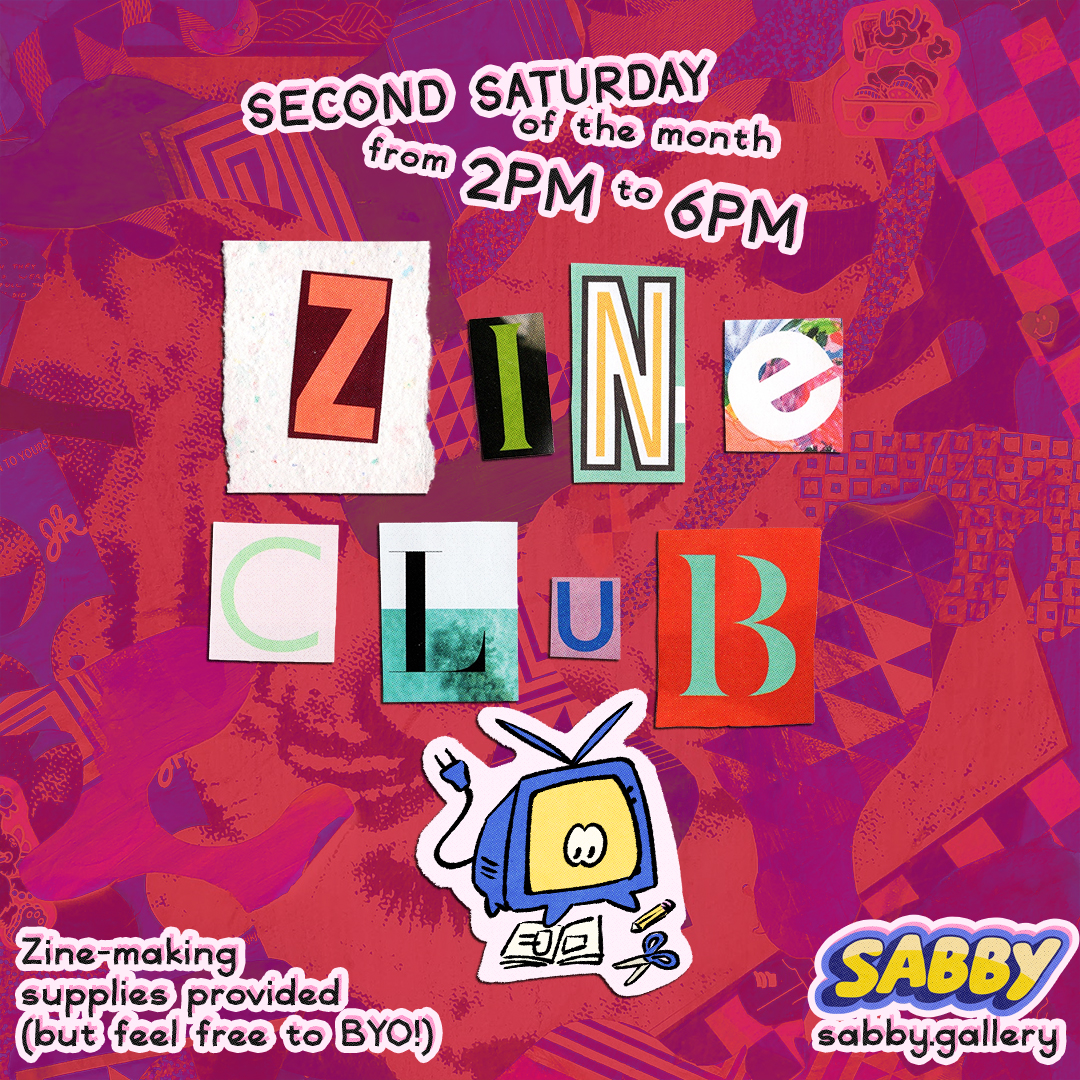 SECOND SATURDAY
of the month
from 2PM to 6PM
ZINe
CLUB
Zine-making
supplies provided
(but feel free to BYO!)
SABBY
sabby.gallery